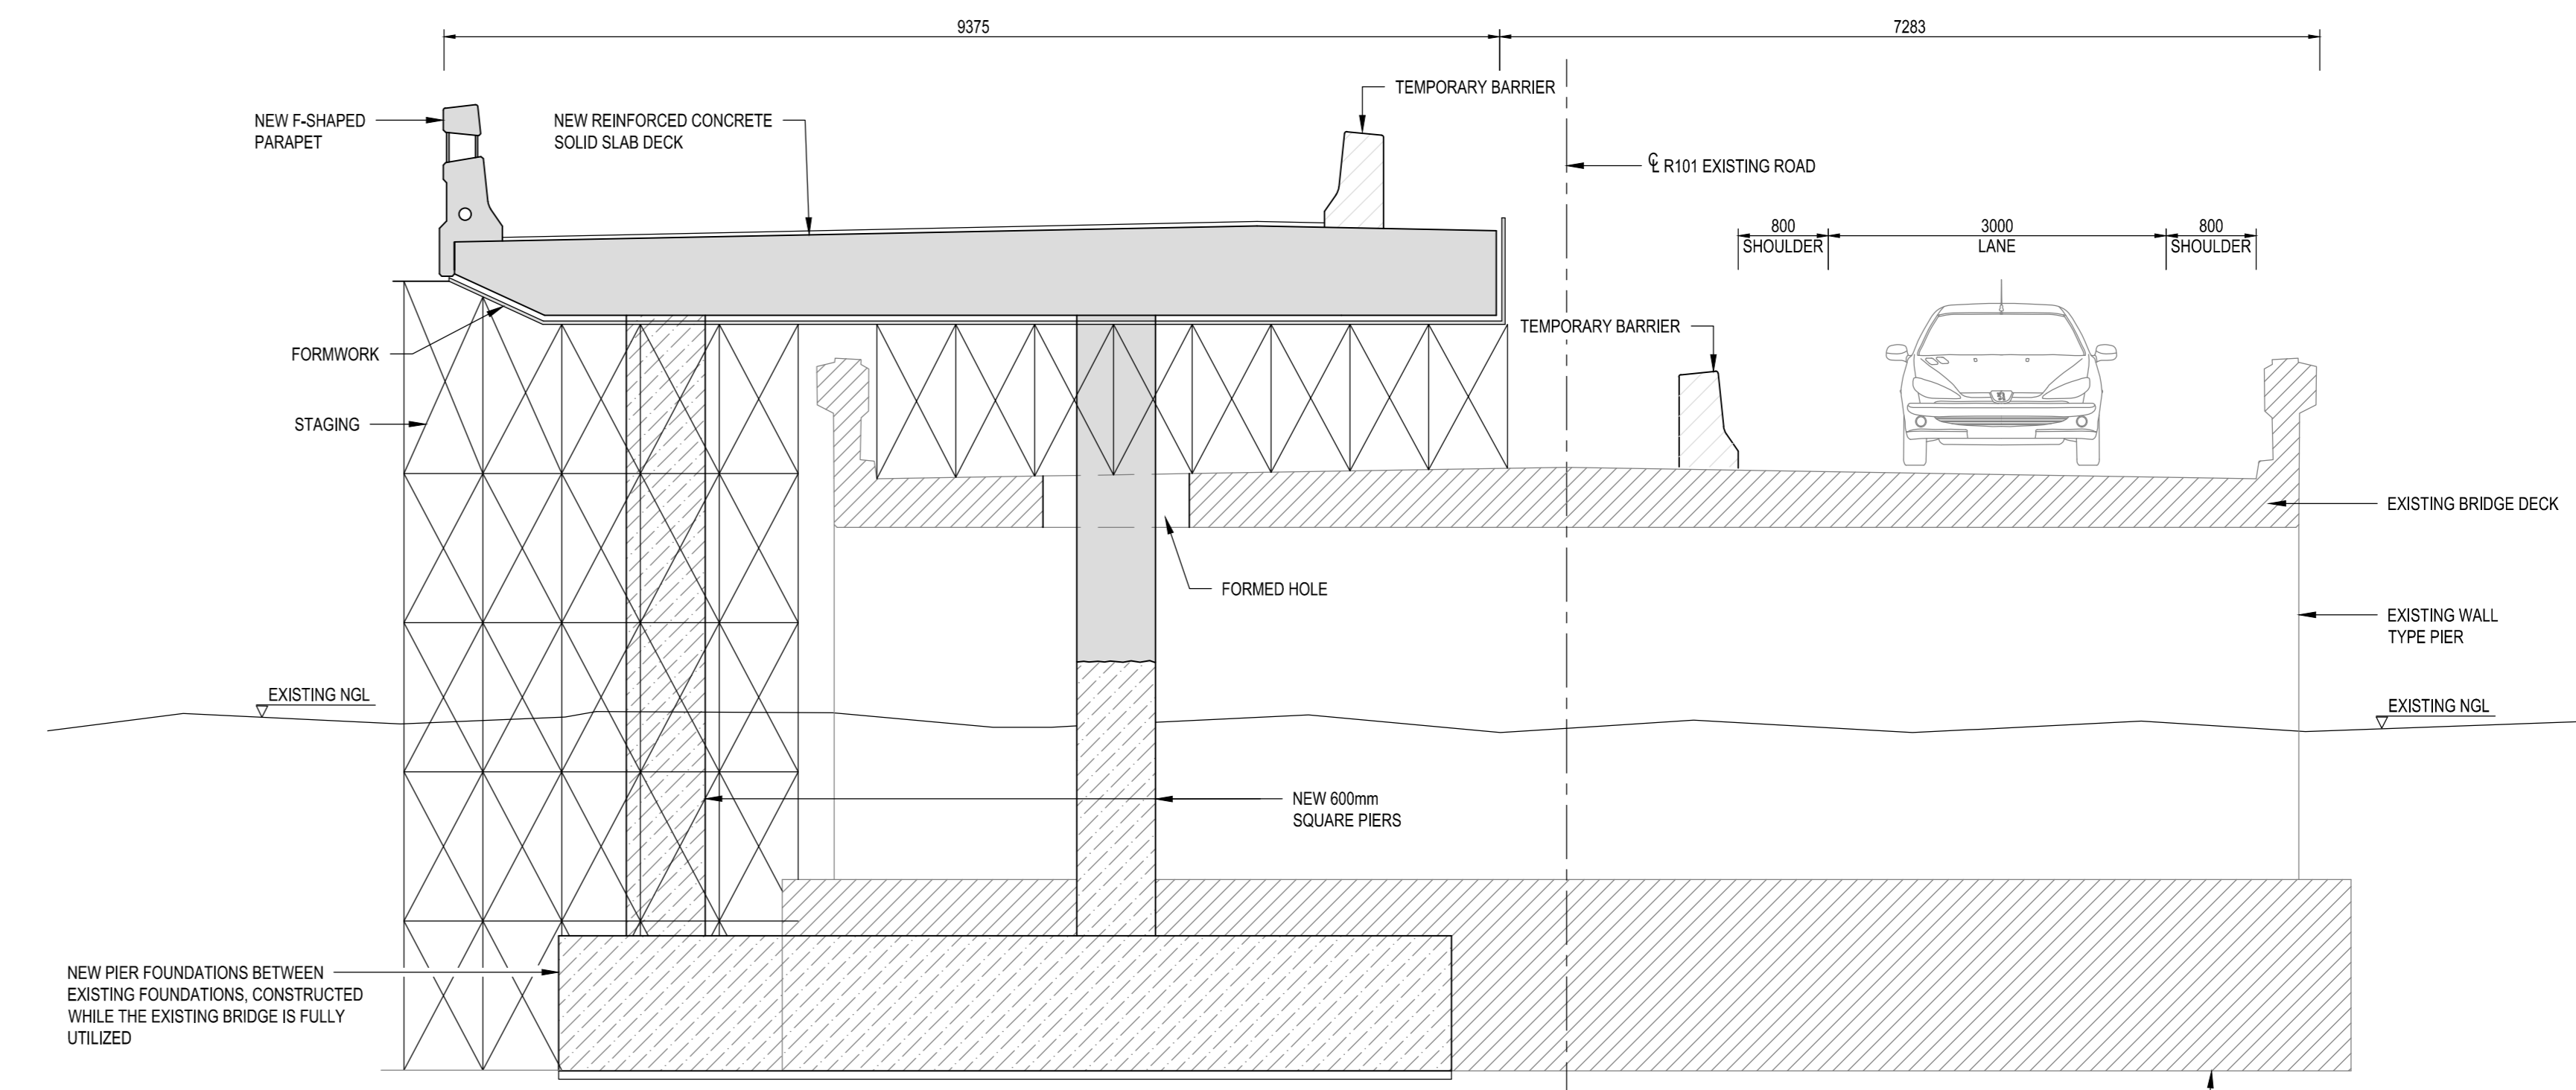 9375
7283
TEMPORARY BARRIER
NEW F-SHAPED
PARAPET
NEW REINFORCED CONCRETE
SOLID SLAB DECK
℄ R101 EXISTING ROAD
800
SHOULDER
3000
LANE
800
SHOULDER
FORMWORK
TEMPORARY BARRIER
STAGING
EXISTING BRIDGE DECK
FORMED HOLE
EXISTING WALL
TYPE PIER
EXISTING NGL
EXISTING NGL
NEW 600mm
SQUARE PIERS
NEW PIER FOUNDATIONS BETWEEN
EXISTING FOUNDATIONS, CONSTRUCTED
WHILE THE EXISTING BRIDGE IS FULLY
UTILIZED